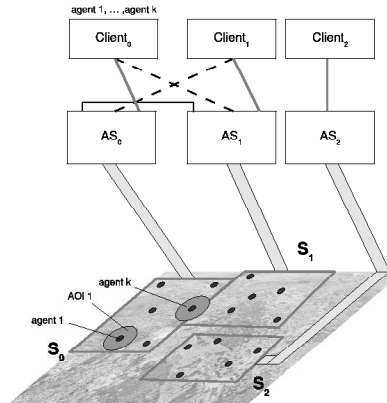 agent 1, ... ,agent k
Client0 Client1 Client2
AS0 AS1 AS2
S1
agent k
AOI 1
agent 1
S0
S2